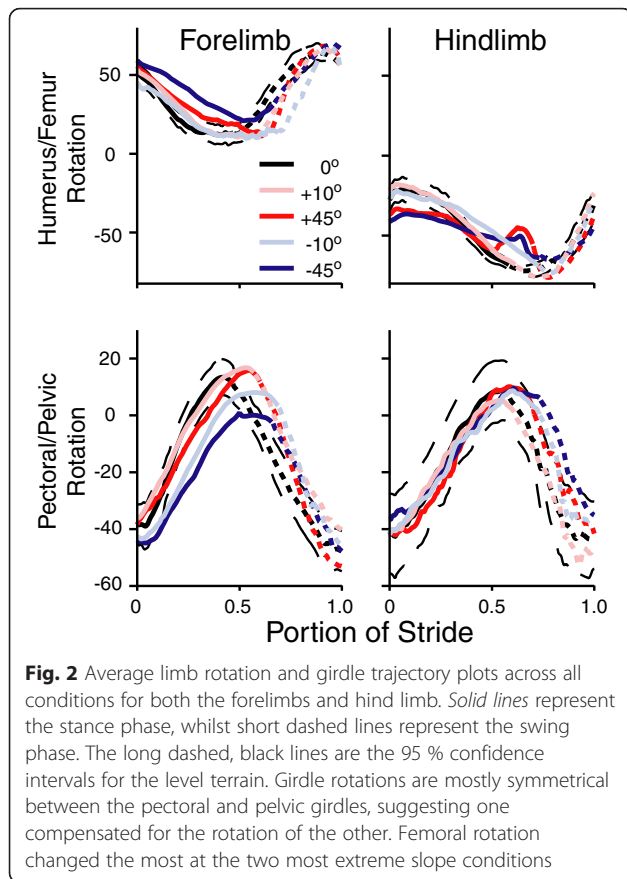 Forelimb
Hindlimb
Humerus/Femur
Rotation
50
0
-50
0º
+10º
+45º
-10º
-45º
Pectoral/Pelvic
Rotation
20
0
-20
-40
-60
0
0.5
1.0
0
0.5
1.0
Portion of Stride
Fig. 2 Average limb rotation and girdle trajectory plots across all
conditions for both the forelimbs and hind limb. Solid lines represent
the stance phase, whilst short dashed lines represent the swing
phase. The long dashed, black lines are the 95 % confidence
intervals for the level terrain. Girdle rotations are mostly symmetrical
between the pectoral and pelvic girdles, suggesting one
compensated for the rotation of the other. Femoral rotation
changed the most at the two most extreme slope conditions